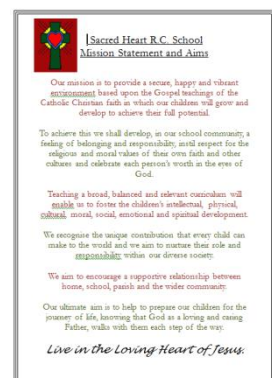 Sacred Heart R.C. School
Mission Statement and Aims
Our mission is to provide a secure, happy and vibrant
environment based upon the Gospel teachings of the
Catholic Christian faith in which our children will grow and
develop to achieve their full potential.
To achieve this we shall develop, in our school community, a
feeling of belonging and responsibility, instil respect for the
religious and moral values of their own faith and other
cultures and celebrate each person's worth in the eyes of
God.
Teaching a broad, balanced and relevant curriculum will
enable us to foster the children's intellectual, physical,
cultural, moral, social, emotional and spiritual development.
We recognise the unique contribution that every child can
make to the world and we aim to nurture their role and
responsibility within our diverse society.
We aim to encourage a supportive relationship between
home, school, parish and the wider community.
Our ultimate aim is to help to prepare our children for the
journey of life, knowing that God as a loving and caring
Father, walks with them each step of the way.
Live in the Loving Heart of Jesus.